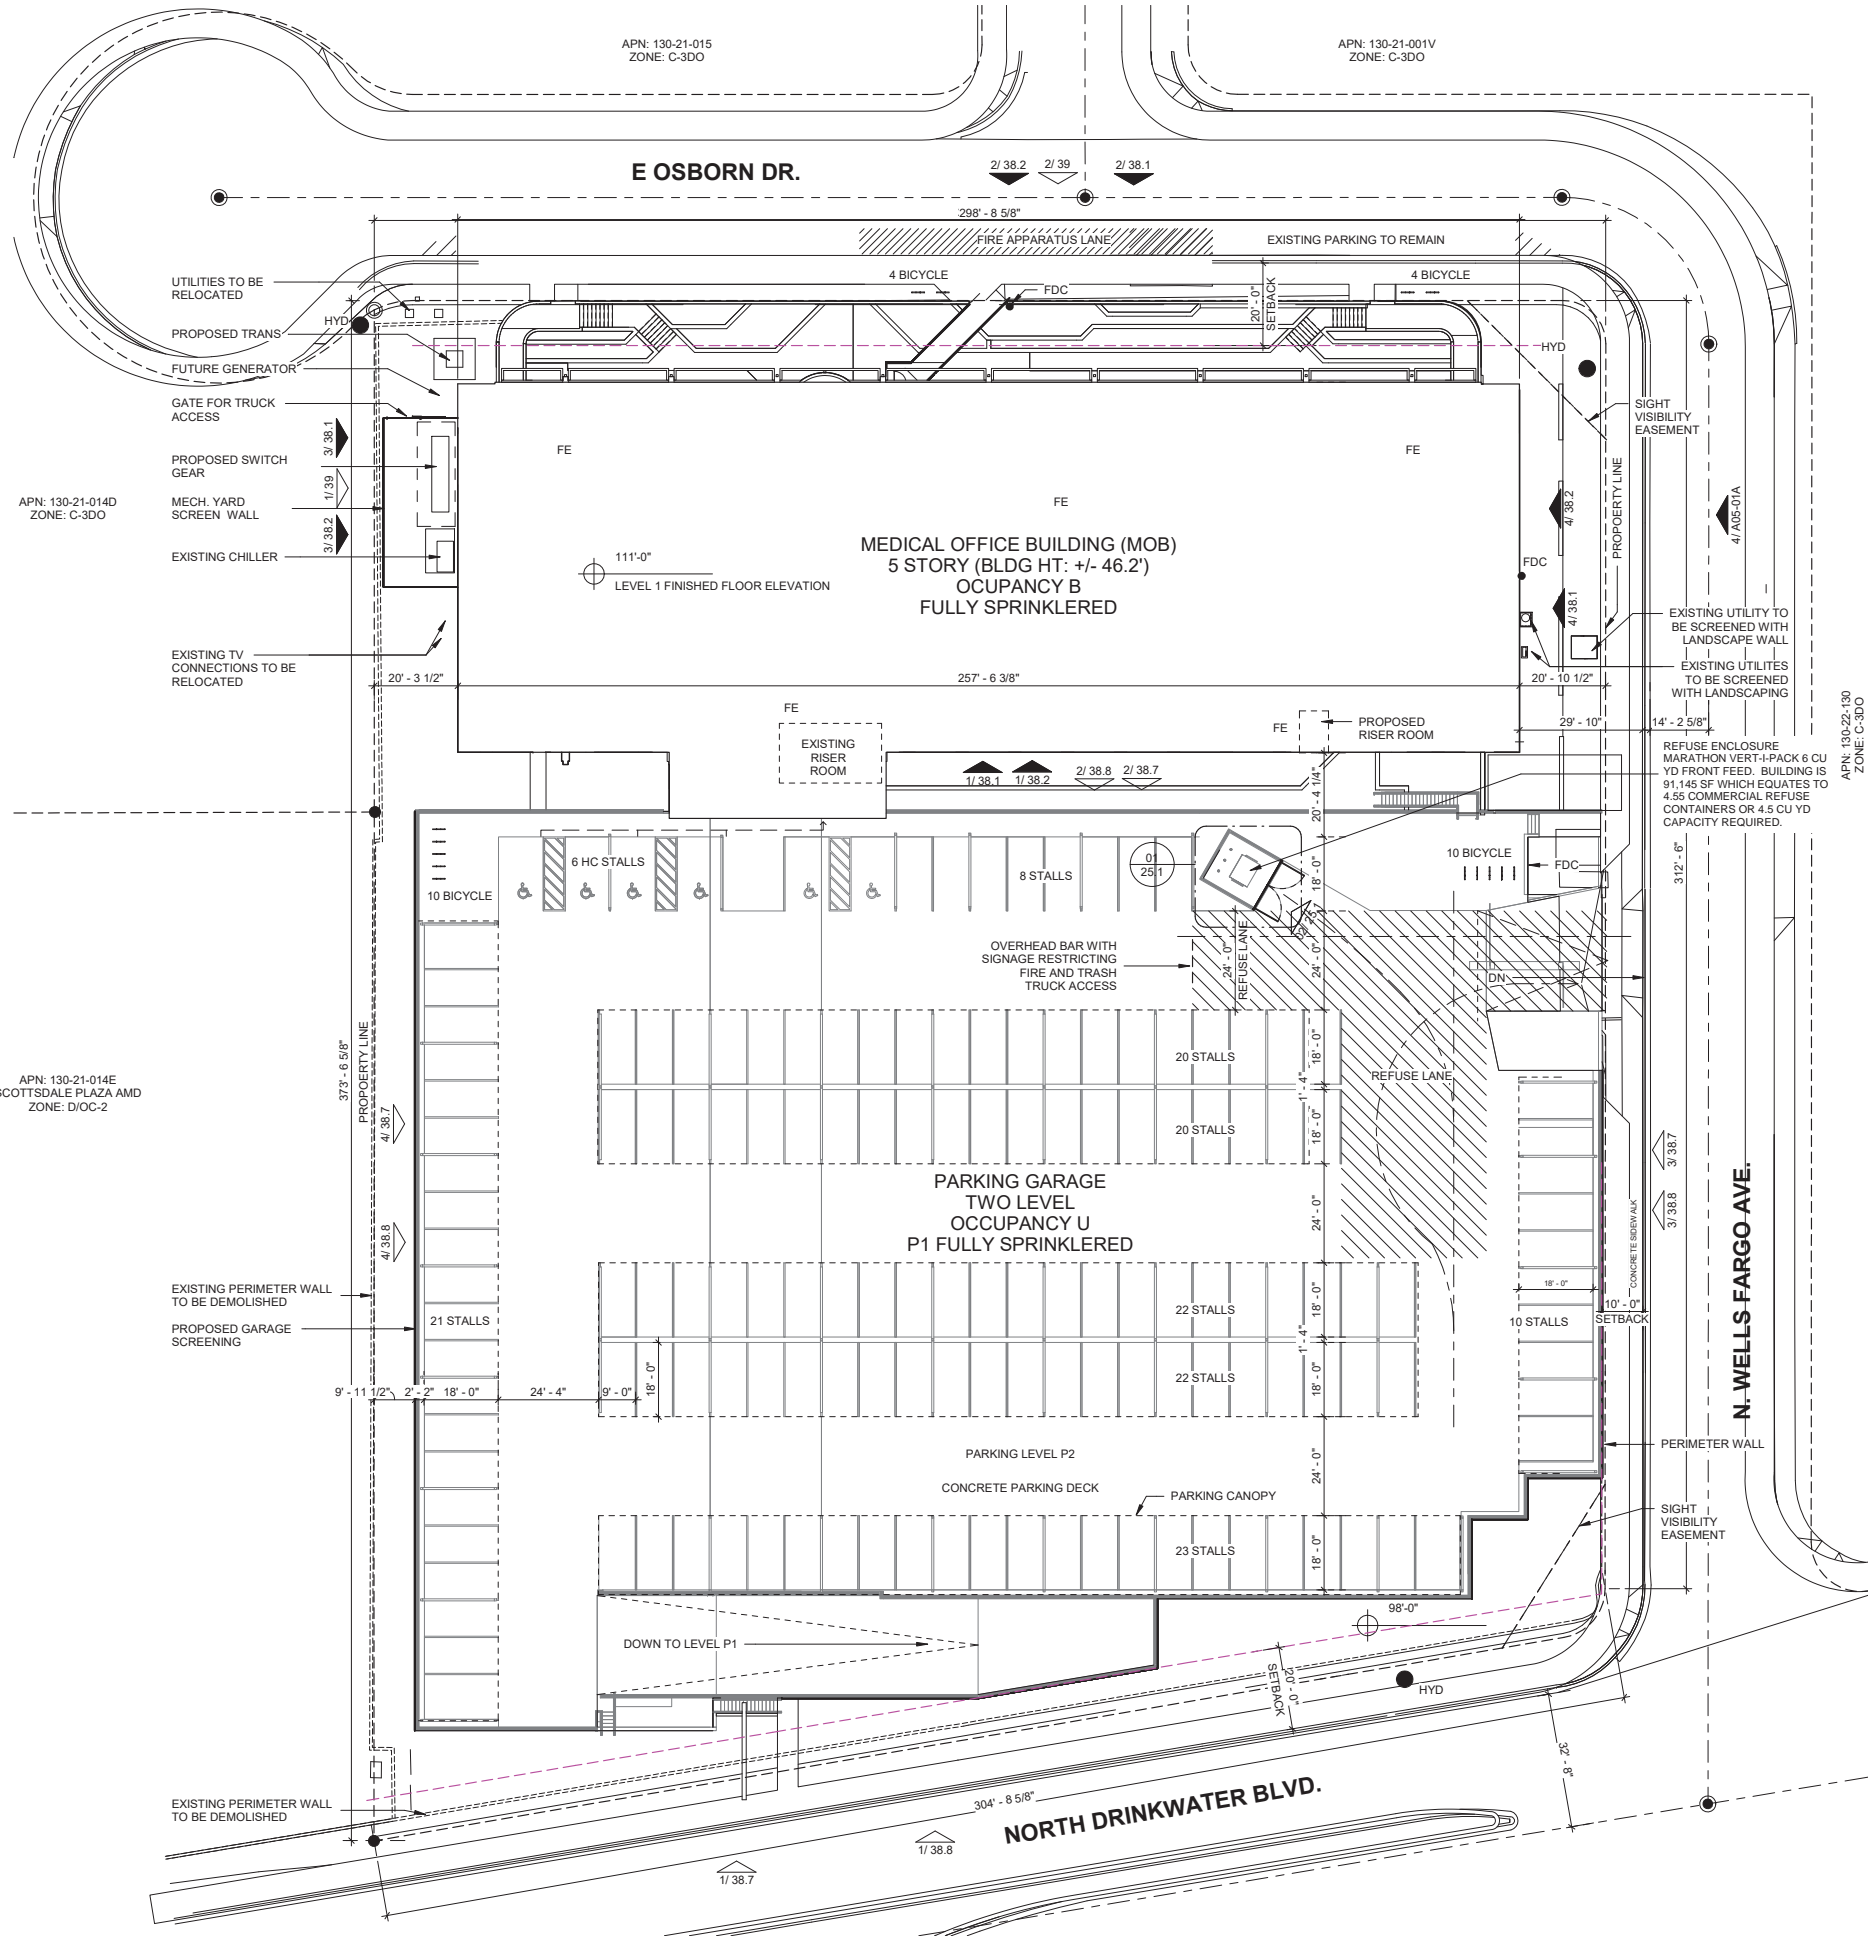 APN: 130-21-015
ZONE: C-3DO
APN: 130-21-001V
ZONE: C-3DO
E OSBORN DR.
2/ 38.2
2/ 39
2/ 38.1
298' - 8 5/8"
FIRE APPARATUS LANE
EXISTING PARKING TO REMAIN
UTILITIES TO BE
RELOCATED
4 BICYCLE
4 BICYCLE
FDC
20' - 0"
SETBACK
HYD
PROPOSED TRANS
HYD
FUTURE GENERATOR
GATE FOR TRUCK
ACCESS
SIGHT
VISIBILITY
EASEMENT
3/ 38.1
FE
FE
PROPOSED SWITCH
GEAR
1/ 39
APN: 130-21-014D
ZONE: C-3DO
MECH. YARD
SCREEN WALL
FE
4/ 38.2
PROPOERTY LINE
4/ A05-01A
3/ 38.2
EXISTING CHILLER
111'-0"
LEVEL 1 FINISHED FLOOR ELEVATION
MEDICAL OFFICE BUILDING (MOB)
5 STORY (BLDG HT: +/- 46.2')
OCUPANCY B
FULLY SPRINKLERED
FDC
4/ 38.1
EXISTING UTILITY TO
BE SCREENED WITH
LANDSCAPE WALL
EXISTING TV
CONNECTIONS TO BE
RELOCATED
EXISTING UTILITES
TO BE SCREENED
WITH LANDSCAPING
20' - 3 1/2"
257' - 6 3/8"
20' - 10 1/2"
APN: 130-22-130
ZONE: C-3DO
FE
FE
PROPOSED
RISER ROOM
29' - 10"
14' - 2 5/8"
EXISTING
RISER
ROOM
1/ 38.1
1/ 38.2
2/ 38.8
2/ 38.7
20' - 4 1/4"
REFUSE ENCLOSURE
MARATHON VERT-I-PACK 6 CU
YD FRONT FEED. BUILDING IS
91,145 SF WHICH EQUATES TO
4.55 COMMERCIAL REFUSE
CONTAINERS OR 4.5 CU YD
CAPACITY REQUIRED.
6 HC STALLS
8 STALLS
01
25.1
18' - 0"
10 BICYCLE
FDC
312' - 6"
10 BICYCLE
02/ 25.1
OVERHEAD BAR WITH
SIGNAGE RESTRICTING
FIRE AND TRASH
TRUCK ACCESS
24' - 0"
REFUSE LANE
24' - 0"
DN
373' - 6 5/8"
PROPOERTY LINE
20 STALLS
18' - 0"
1' - 4"
REFUSE LANE
APN: 130-21-014E
SCOTTSDALE PLAZA AMD
ZONE: D/OC-2
4/ 38.7
20 STALLS
18' - 0"
3/ 38.7
PARKING GARAGE
TWO LEVEL
OCCUPANCY U
P1 FULLY SPRINKLERED
24' - 0"
4/ 38.8
3/ 38.8
CONCRETE SIDEWALK
N. WELLS FARGO AVE.
EXISTING PERIMETER WALL
TO BE DEMOLISHED
22 STALLS
18' - 0"
18' - 0"
10' - 0"
SETBACK
PROPOSED GARAGE
SCREENING
21 STALLS
10 STALLS
1' - 4"
22 STALLS
18' - 0"
18' - 0"
9' - 11 1/2"
2' - 2"
18' - 0"
24' - 4"
9' - 0"
PARKING LEVEL P2
24' - 0"
PERIMETER WALL
CONCRETE PARKING DECK
PARKING CANOPY
SIGHT
VISIBILITY
EASEMENT
23 STALLS
18' - 0"
98'-0"
DOWN TO LEVEL P1
20' - 0"
SETBACK
HYD
32' - 8"
EXISTING PERIMETER WALL
TO BE DEMOLISHED
304' - 8 5/8"
NORTH DRINKWATER BLVD.
1/ 38.8
1/ 38.7